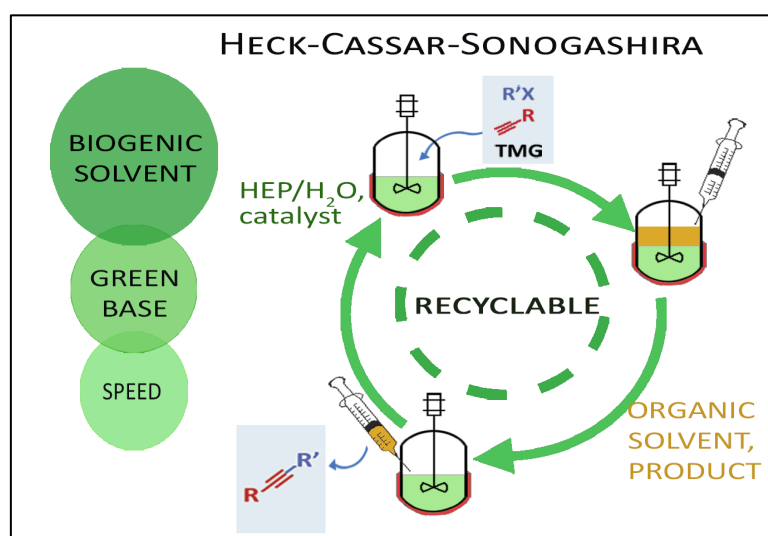 HECK-CASSAR-SONOGASHIRA
BIOGENIC
SOLVENT
GREEN
BASE
SPEED
R'X
R
TMG
HEP/H₂O,
catalyst
RECYCLABLE
ORGANIC
SOLVENT,
PRODUCT
R'
R